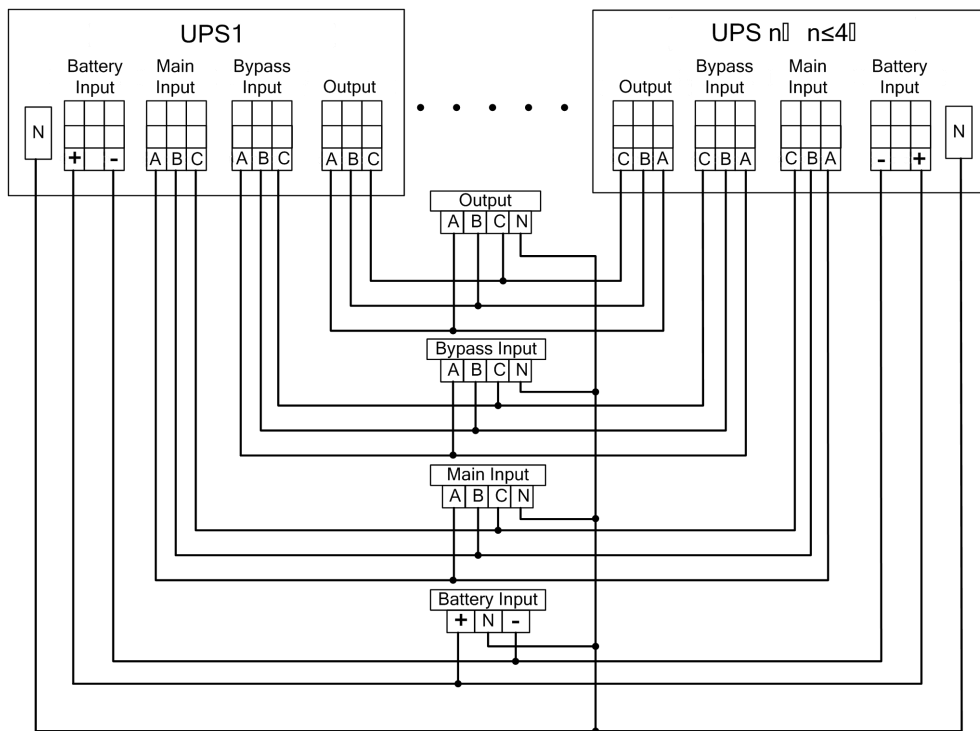 UPS1
UPS n▯ n≤4▯
Battery Input
Main Input
Bypass Input
Output
Output
Bypass Input
Main Input
Battery Input
N
+ -
A B C
A B C
A B C
C B A
C B A
C B A
- +
N
Output
A B C N
Bypass Input
A B C N
Main Input
A B C N
Battery Input
+ N -